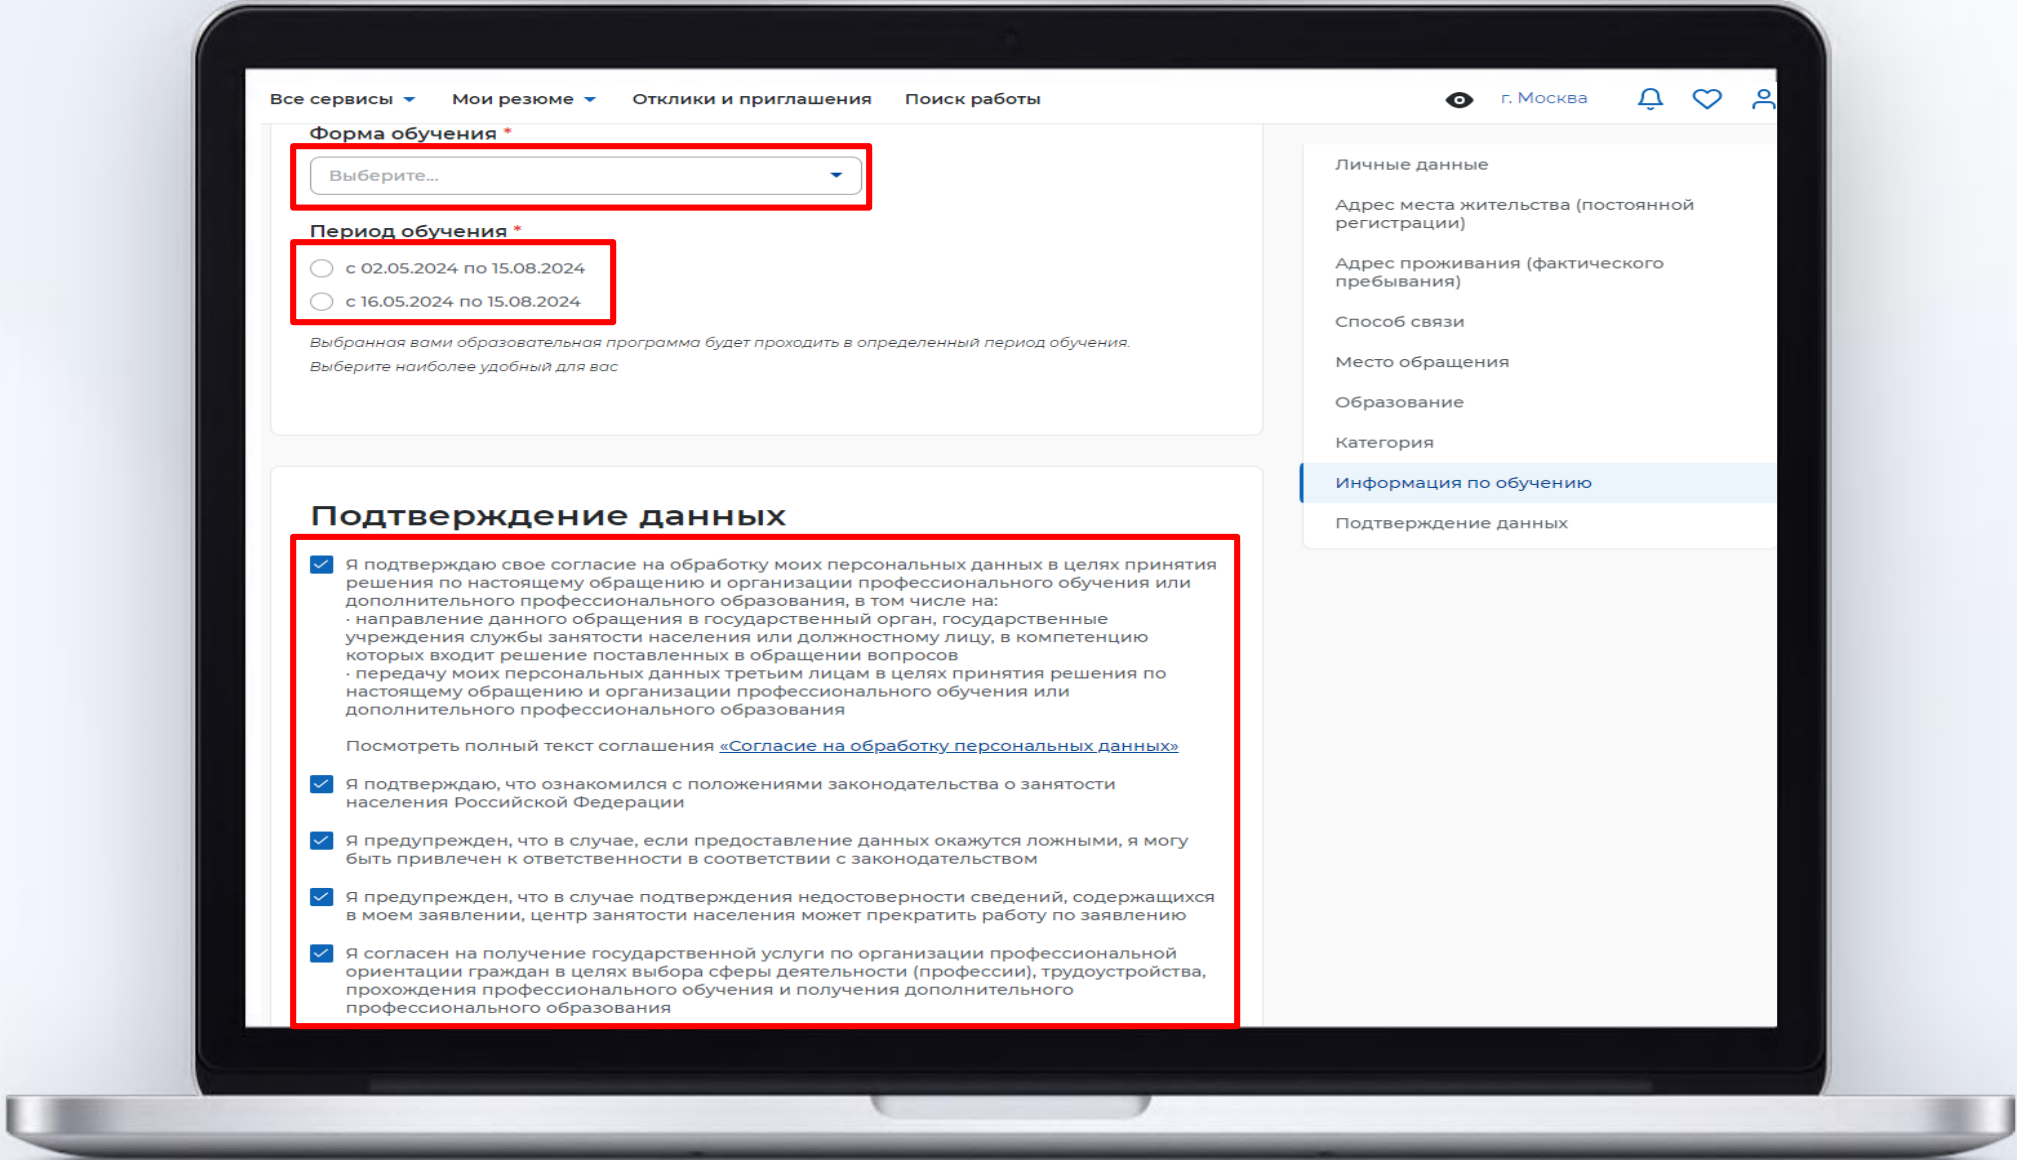 Все сервисы Мои резюме Отклики и приглашения Поиск работы г. Москва
Форма обучения *
Выберите...
Период обучения *
с 02.05.2024 по 15.08.2024
с 16.05.2024 по 15.08.2024
Выбранная вами образовательная программа будет проходить в определенный период обучения.
Выберите наиболее удобный для вас
Подтверждение данных
Я подтверждаю свое согласие на обработку моих персональных данных в целях принятия
решения по настоящему обращению и организации профессионального обучения или
дополнительного профессионального образования, в том числе на:
· направление данного обращения в государственный орган, государственные
учреждения службы занятости населения или должностному лицу, в компетенцию
которых входит решение поставленных в обращении вопросов
· передачу моих персональных данных третьим лицам в целях принятия решения по
настоящему обращению и организации профессионального обучения или
дополнительного профессионального образования
Посмотреть полный текст соглашения «Согласие на обработку персональных данных»
Я подтверждаю, что ознакомился с положениями законодательства о занятости
населения Российской Федерации
Я предупрежден, что в случае, если предоставление данных окажутся ложными, я могу
быть привлечен к ответственности в соответствии с законодательством
Я предупрежден, что в случае подтверждения недостоверности сведений, содержащихся
в моем заявлении, центр занятости населения может прекратить работу по заявлению
Я согласен на получение государственной услуги по организации профессиональной
ориентации граждан в целях выбора сферы деятельности (профессии), трудоустройства,
прохождения профессионального обучения и получения дополнительного
профессионального образования
Личные данные
Адрес места жительства (постоянной
регистрации)
Адрес проживания (фактического
пребывания)
Способ связи
Место обращения
Образование
Категория
Информация по обучению
Подтверждение данных